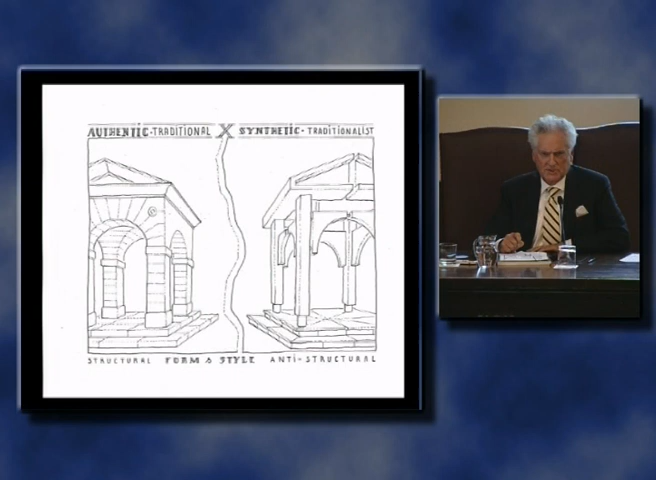 AUTHENTIC·TRADITIONAL X SYNTHETIC·TRADITIONALIST
STRUCTURAL FORM & STYLE ANTI-STRUCTURAL